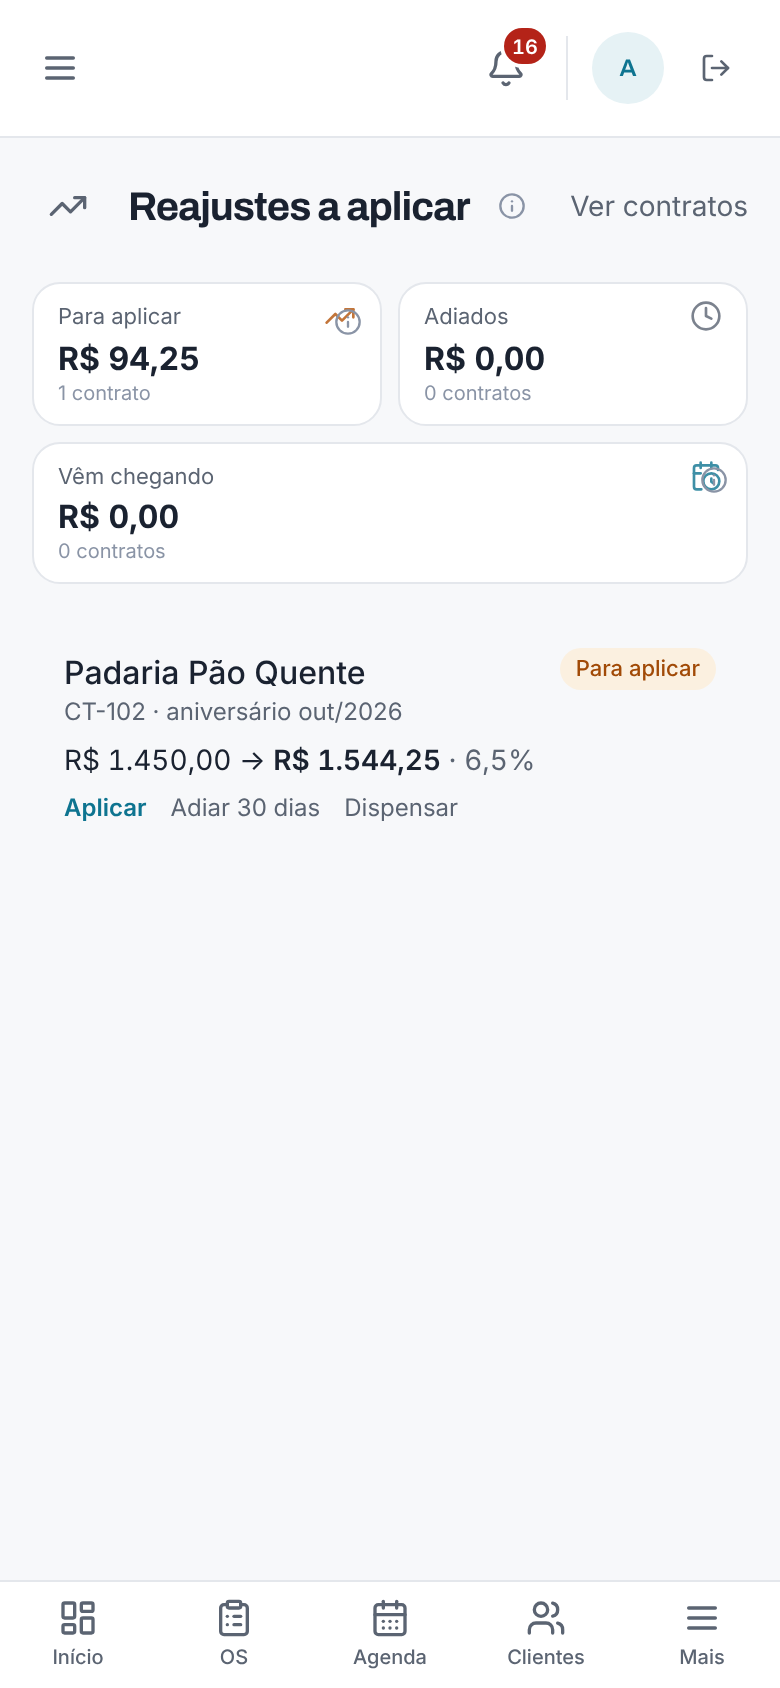 16
A
Reajustes a aplicar
Ver contratos
Para aplicar
R$ 94,25
1 contrato
Adiados
R$ 0,00
0 contratos
Vêm chegando
R$ 0,00
0 contratos
Padaria Pão Quente
Para aplicar
CT-102 · aniversário out/2026
R$ 1.450,00 → R$ 1.544,25 · 6,5%
Aplicar Adiar 30 dias Dispensar
Início OS Agenda Clientes Mais